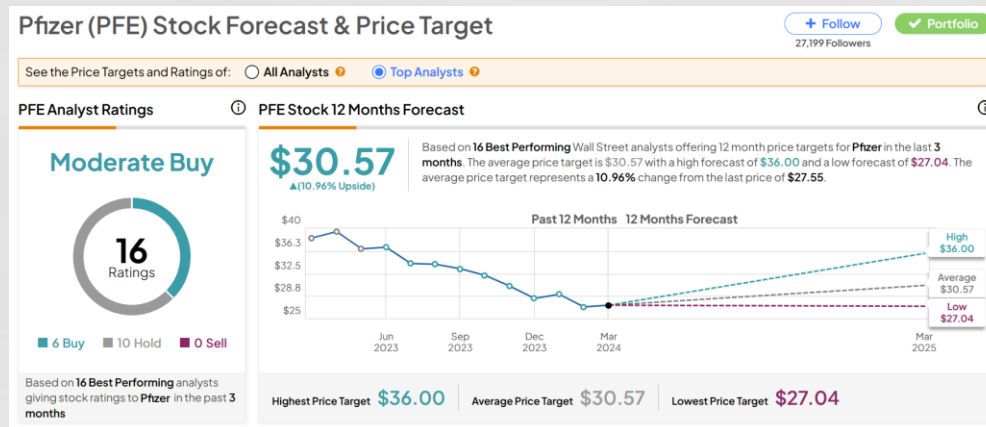 Pfizer (PFE) Stock Forecast & Price Target
+ Follow
Portfolio
27,199 Followers
See the Price Targets and Ratings of: All Analysts ? Top Analysts ?
PFE Analyst Ratings
PFE Stock 12 Months Forecast
Moderate Buy
16
Ratings
6 Buy 10 Hold 0 Sell
Based on 16 Best Performing analysts
giving stock ratings to Pfizer in the past 3
months
$30.57
▲(10.96% Upside)
Based on 16 Best Performing Wall Street analysts offering 12 month price targets for Pfizer in the last 3
months. The average price target is $30.57 with a high forecast of $36.00 and a low forecast of $27.04. The
average price target represents a 10.96% change from the last price of $27.55.
Past 12 Months 12 Months Forecast
$40
$36.3
$32.5
$28.8
$25
High
$36.00
Average
$30.57
Low
$27.04
Jun Sep Dec Mar Mar
2023 2023 2023 2024 2025
Highest Price Target $36.00 Average Price Target $30.57 Lowest Price Target $27.04